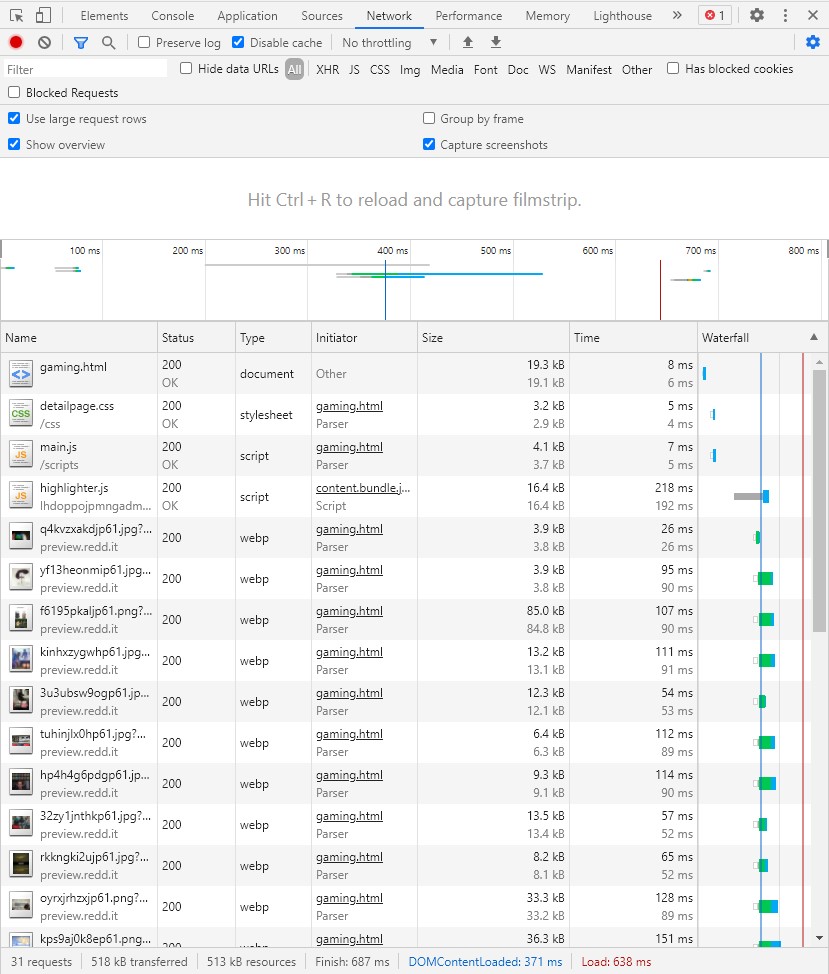 Elements Console Application Sources Network Performance Memory Lighthouse » 1
Preserve log Disable cache No throttling
Filter Hide data URLs All XHR JS CSS Img Media Font Doc WS Manifest Other Has blocked cookies
Blocked Requests
Use large request rows Group by frame
Show overview Capture screenshots
Hit Ctrl + R to reload and capture filmstrip.
100 ms 200 ms 300 ms 400 ms 500 ms 600 ms 700 ms 800 ms
Name Status Type Initiator Size Time Waterfall
gaming.html 200 OK document Other 19.3 kB 19.1 kB 8 ms 6 ms
detailpage.css /css 200 OK stylesheet gaming.html Parser 3.2 kB 2.9 kB 5 ms 4 ms
main.js /scripts 200 OK script gaming.html Parser 4.1 kB 3.7 kB 7 ms 5 ms
highlighter.js lhdoppojpmngadm... 200 OK script content.bundle.j... Script 16.4 kB 16.4 kB 218 ms 192 ms
q4kvzxakdjp61.jpg?... preview.redd.it 200 webp gaming.html Parser 3.9 kB 3.8 kB 26 ms 26 ms
yf13heonmip61.jpg... preview.redd.it 200 webp gaming.html Parser 3.9 kB 3.8 kB 95 ms 90 ms
f6195pkaljp61.png?... preview.redd.it 200 webp gaming.html Parser 85.0 kB 84.8 kB 107 ms 90 ms
kinhxzygwhp61.jpg... preview.redd.it 200 webp gaming.html Parser 13.2 kB 13.1 kB 111 ms 91 ms
3u3ubsw9ogp61.jp... preview.redd.it 200 webp gaming.html Parser 12.3 kB 12.1 kB 54 ms 53 ms
tuhinjlx0hp61.jpg?... preview.redd.it 200 webp gaming.html Parser 6.4 kB 6.3 kB 112 ms 89 ms
hp4h4g6pdgp61.jp... preview.redd.it 200 webp gaming.html Parser 9.3 kB 9.1 kB 114 ms 90 ms
32zy1jnthkp61.jpg... preview.redd.it 200 webp gaming.html Parser 13.5 kB 13.4 kB 57 ms 52 ms
rkkngki2ujp61.jpg?... preview.redd.it 200 webp gaming.html Parser 8.2 kB 8.1 kB 65 ms 52 ms
oyrxjrhzxjp61.png?... preview.redd.it 200 webp gaming.html Parser 33.3 kB 33.2 kB 128 ms 89 ms
kps9aj0k8ep61.png... 200 webp gaming.html 36.3 kB 151 ms
31 requests 518 kB transferred 513 kB resources Finish: 687 ms DOMContentLoaded: 371 ms Load: 638 ms